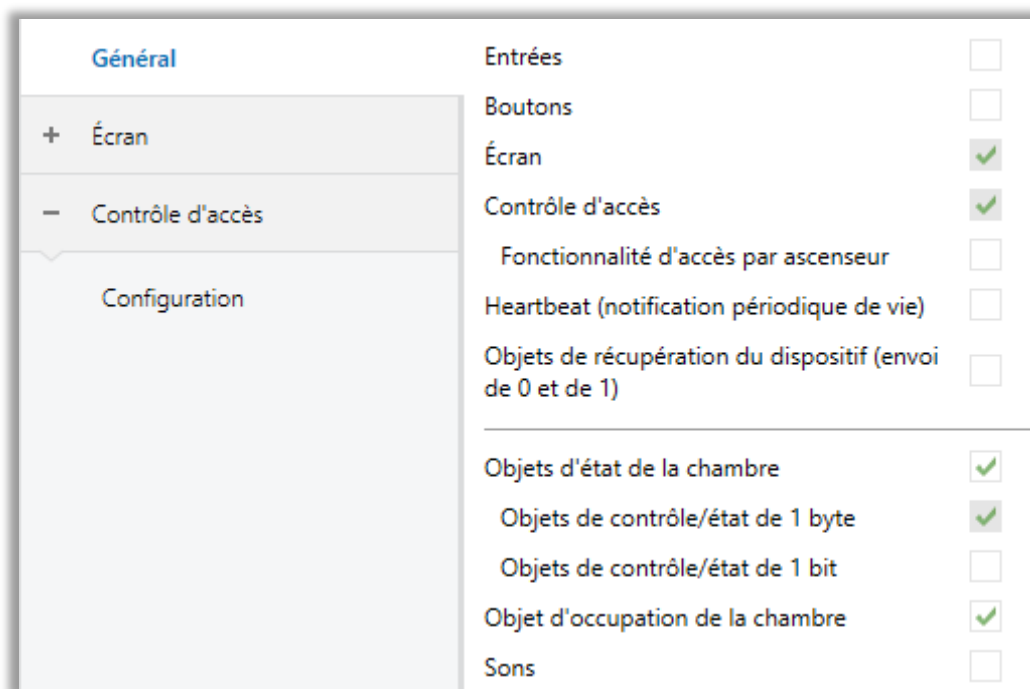 Général
+ Écran
− Contrôle d'accès
Configuration
Entrées
Boutons
Écran
Contrôle d'accès
Fonctionnalité d'accès par ascenseur
Heartbeat (notification périodique de vie)
Objets de récupération du dispositif (envoi
de 0 et de 1)
Objets d'état de la chambre
Objets de contrôle/état de 1 byte
Objets de contrôle/état de 1 bit
Objet d'occupation de la chambre
Sons